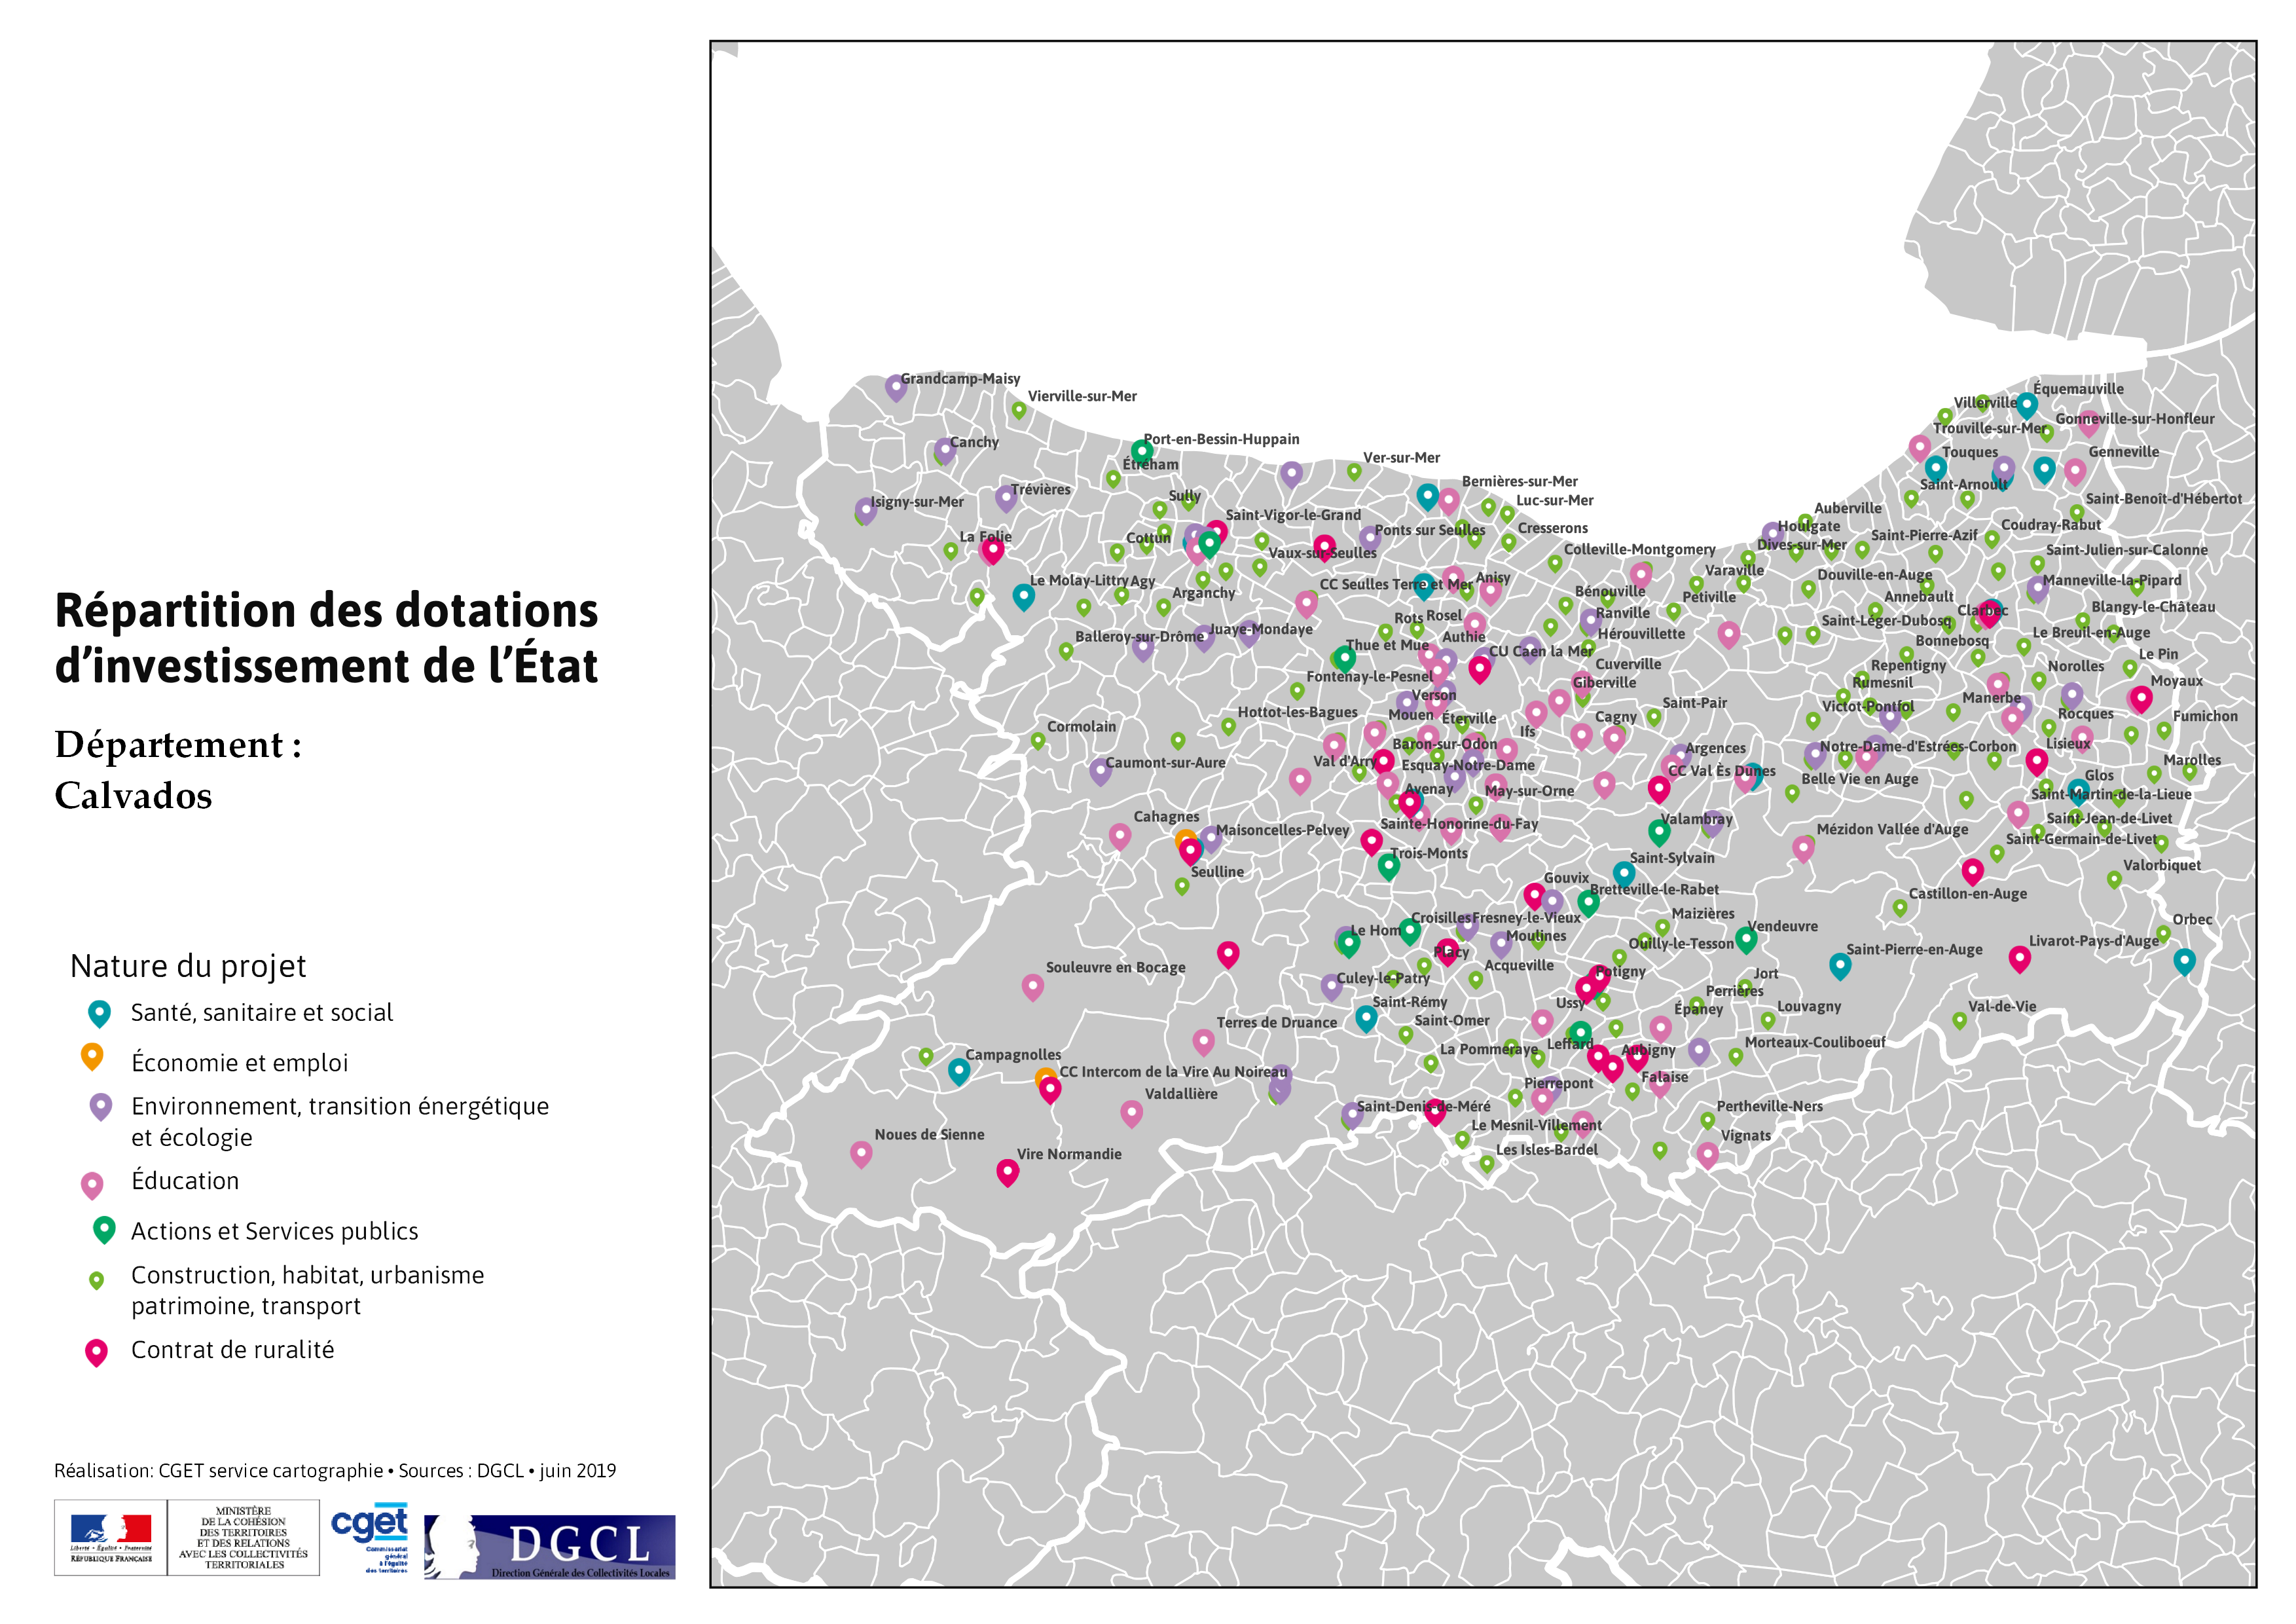 Répartition des dotations
d'investissement de l'État
Département :
Calvados
Nature du projet
Santé, sanitaire et social
Économie et emploi
Environnement, transition énergétique
et écologie
Éducation
Actions et Services publics
Construction, habitat, urbanisme
patrimoine, transport
Contrat de ruralité
Réalisation: CGET service cartographie • Sources : DGCL • juin 2019
Liberté • Égalité • Fraternité
RÉPUBLIQUE FRANÇAISE
MINISTÈRE
DE LA COHÉSION
DES TERRITOIRES
ET DES RELATIONS
AVEC LES COLLECTIVITÉS
TERRITORIALES
cget
Commissariat
général
à l'égalité
des territoires
DGCL
Direction Générale des Collectivités Locales
Grandcamp-Maisy
Vierville-sur-Mer
Équemauville
Villerville
Gonneville-sur-Honfleur
Trouville-sur-Mer
Canchy
Port-en-Bessin-Huppain
Touques
Genneville
Étréham
Ver-sur-Mer
Trévières
Bernières-sur-Mer
Saint-Arnoult
Saint-Benoît-d'Hébertot
Isigny-sur-Mer
Sully
Luc-sur-Mer
Auberville
Saint-Vigor-le-Grand
Ponts sur Seulles
Cresserons
Houlgate
Coudray-Rabut
La Folie
Cottun
Vaux-sur-Seulles
Colleville-Montgomery
Dives-sur-Mer
Saint-Pierre-Azif
Saint-Julien-sur-Calonne
Le Molay-Littry
Agy
CC Seulles Terre et Mer
Anisy
Varaville
Douville-en-Auge
Manneville-la-Pipard
Arganchy
Bénouville
Petiville
Annebault
Clarbec
Blangy-le-Château
Rots
Rosel
Ranville
Saint-Léger-Dubosq
Balleroy-sur-Drôme
Juaye-Mondaye
Authie
Hérouvillette
Bonnebosq
Le Breuil-en-Auge
Thue et Mue
CU Caen la Mer
Le Pin
Fontenay-le-Pesnel
Cuverville
Repentigny
Norolles
Giberville
Rumesnil
Moyaux
Verson
Saint-Pair
Manerbe
Hottot-les-Bagues
Mouen
Éterville
Cagny
Victot-Pontfol
Rocques
Fumichon
Cormolain
Ifs
Baron-sur-Odon
Argences
Notre-Dame-d'Estrées-Corbon
Lisieux
Caumont-sur-Aure
Val d'Arry
Esquay-Notre-Dame
CC Val Ès Dunes
Belle Vie en Auge
Marolles
Glos
Avenay
May-sur-Orne
Saint-Martin-de-la-Lieue
Cahagnes
Maisoncelles-Pelvey
Sainte-Honorine-du-Fay
Valambray
Mézidon Vallée d'Auge
Saint-Jean-de-Livet
Saint-Germain-de-Livet
Trois-Monts
Saint-Sylvain
Valorbiquet
Seulline
Gouvix
Bretteville-le-Rabet
Castillon-en-Auge
Croisilles
Fresney-le-Vieux
Maizières
Orbec
Le Hom
Moulines
Vendeuvre
Ouilly-le-Tesson
Livarot-Pays-d'Auge
Placy
Saint-Pierre-en-Auge
Souleuvre en Bocage
Acqueville
Potigny
Jort
Culey-le-Patry
Perrières
Saint-Rémy
Ussy
Épaney
Louvagny
Val-de-Vie
Terres de Druance
Saint-Omer
Leffard
Morteaux-Couliboeuf
La Pommeraye
Aubigny
Campagnolles
CC Intercom de la Vire Au Noireau
Falaise
Pierrepont
Valdallière
Saint-Denis-de-Méré
Pertheville-Ners
Le Mesnil-Villement
Noues de Sienne
Vignats
Vire Normandie
Les Isles-Bardel